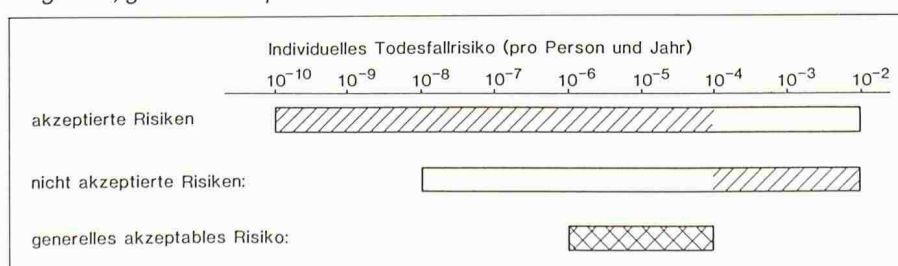 Individuelles Todesfallrisiko (pro Person und Jahr)
10⁻¹⁰ 10⁻⁹ 10⁻⁸ 10⁻⁷ 10⁻⁶ 10⁻⁵ 10⁻⁴ 10⁻³ 10⁻²
akzeptierte Risiken
nicht akzeptierte Risiken:
generelles akzeptables Risiko: